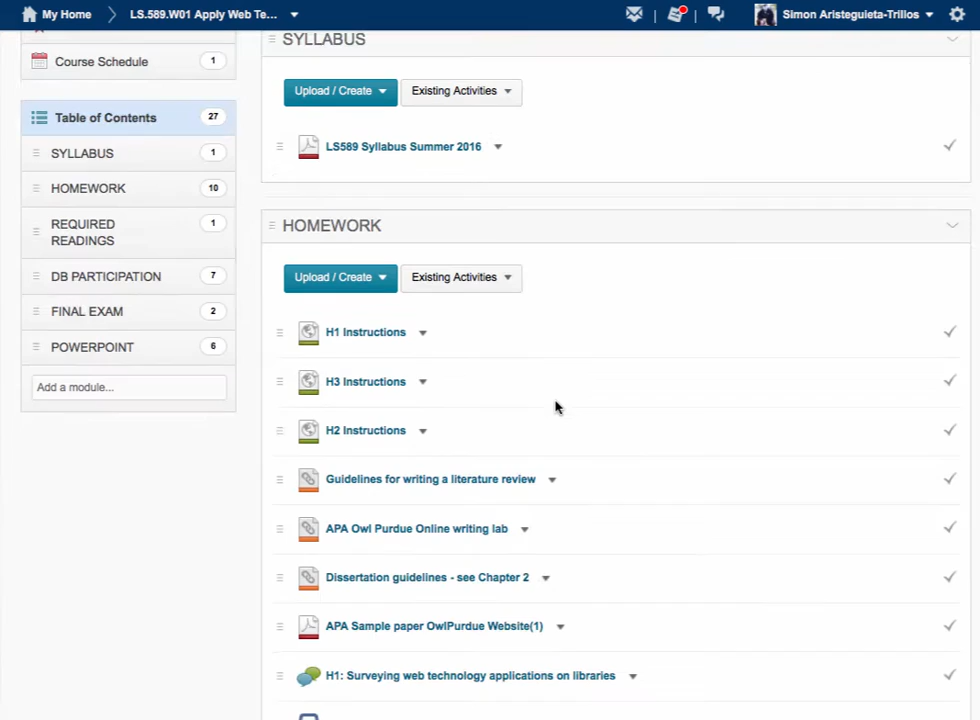 My Home
LS.589.W01 Apply Web Te...
Simon Aristeguieta-Trillos
Course Schedule
1
Table of Contents
27
SYLLABUS
1
HOMEWORK
10
REQUIRED
READINGS
1
DB PARTICIPATION
7
FINAL EXAM
2
POWERPOINT
6
Add a module...
SYLLABUS
Upload / Create
Existing Activities
LS589 Syllabus Summer 2016
HOMEWORK
Upload / Create
Existing Activities
H1 Instructions
H3 Instructions
H2 Instructions
Guidelines for writing a literature review
APA Owl Purdue Online writing lab
Dissertation guidelines - see Chapter 2
APA Sample paper OwlPurdue Website(1)
H1: Surveying web technology applications on libraries